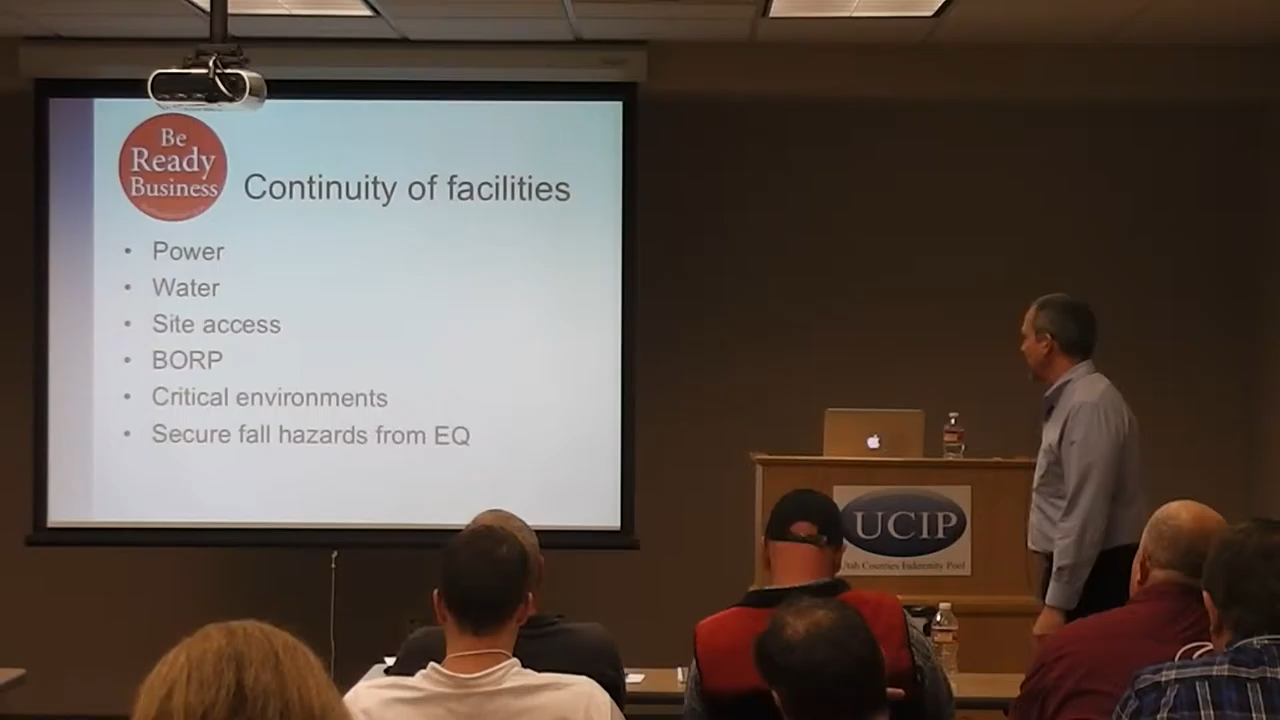 Be
Ready
Business
Continuity of facilities
• Power
• Water
• Site access
• BORP
• Critical environments
• Secure fall hazards from EQ
UCIP
Utah Counties Indemnity Pool